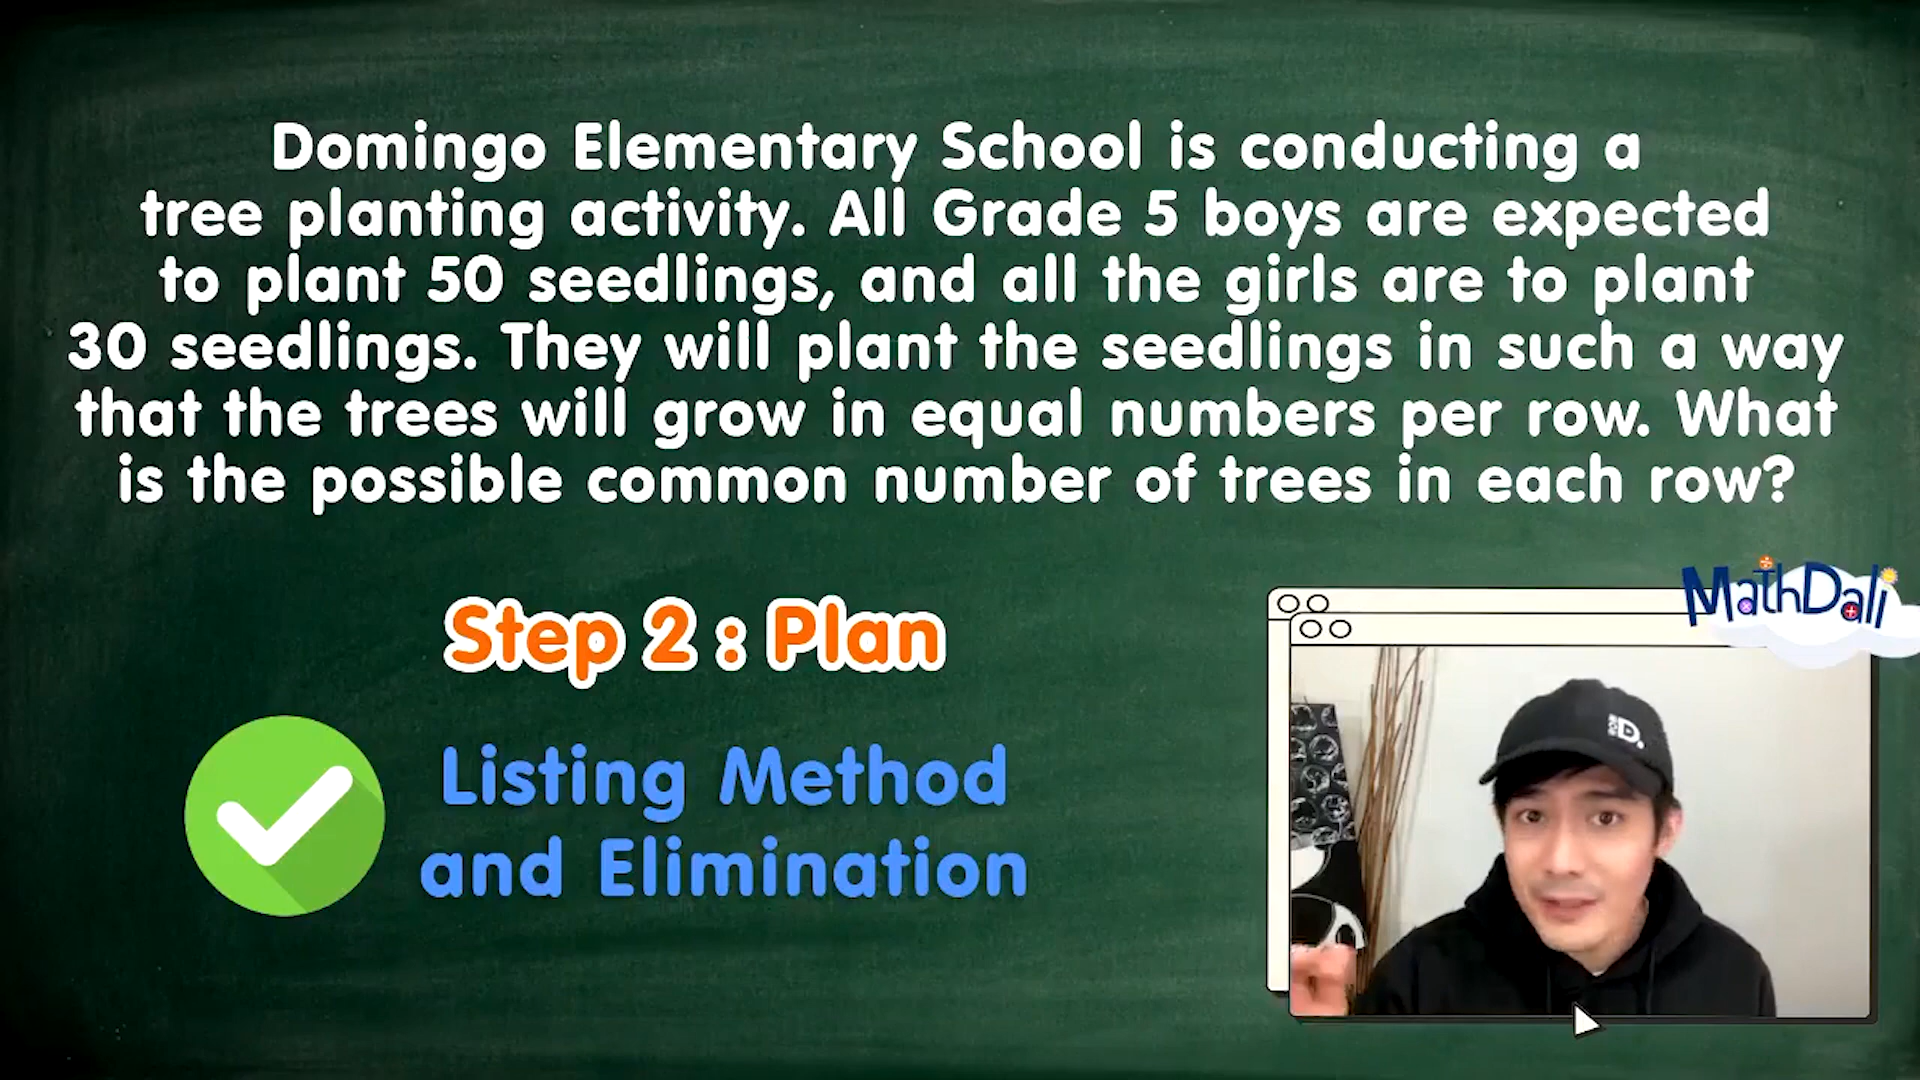 Domingo Elementary School is conducting a
tree planting activity. All Grade 5 boys are expected
to plant 50 seedlings, and all the girls are to plant
30 seedlings. They will plant the seedlings in such a way
that the trees will grow in equal numbers per row. What
is the possible common number of trees in each row?
MathDali
Step 2 : Plan
Listing Method
and Elimination